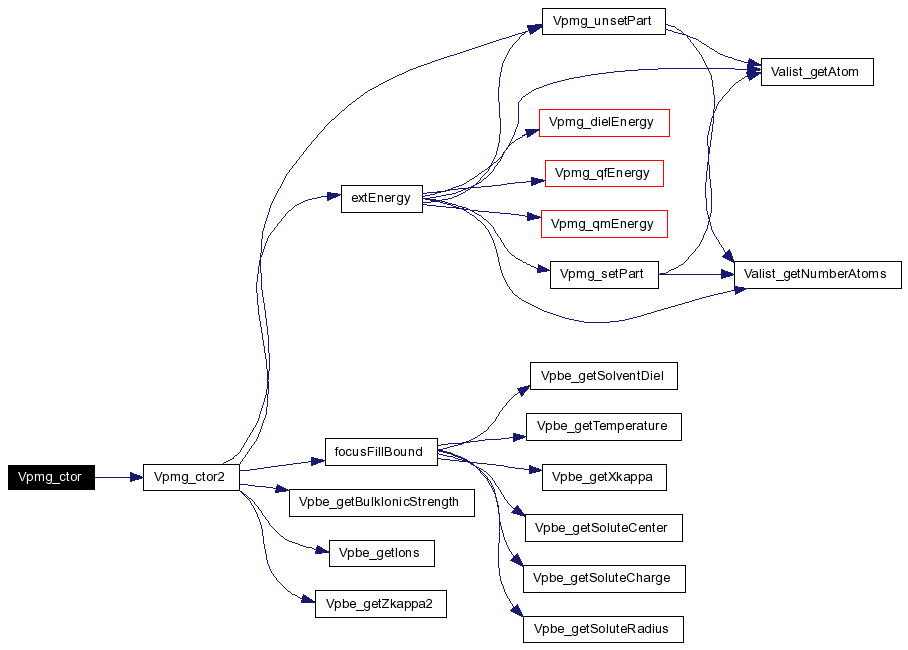 Vpmg_unsetPart
Valist_getAtom
Vpmg_dielEnergy
Vpmg_qfEnergy
extEnergy
Vpmg_qmEnergy
Vpmg_setPart
Valist_getNumberAtoms
Vpbe_getSolventDiel
Vpbe_getTemperature
focusFillBound
Vpmg_ctor
Vpmg_ctor2
Vpbe_getXkappa
Vpbe_getBulkIonicStrength
Vpbe_getSoluteCenter
Vpbe_getIons
Vpbe_getSoluteCharge
Vpbe_getZkappa2
Vpbe_getSoluteRadius